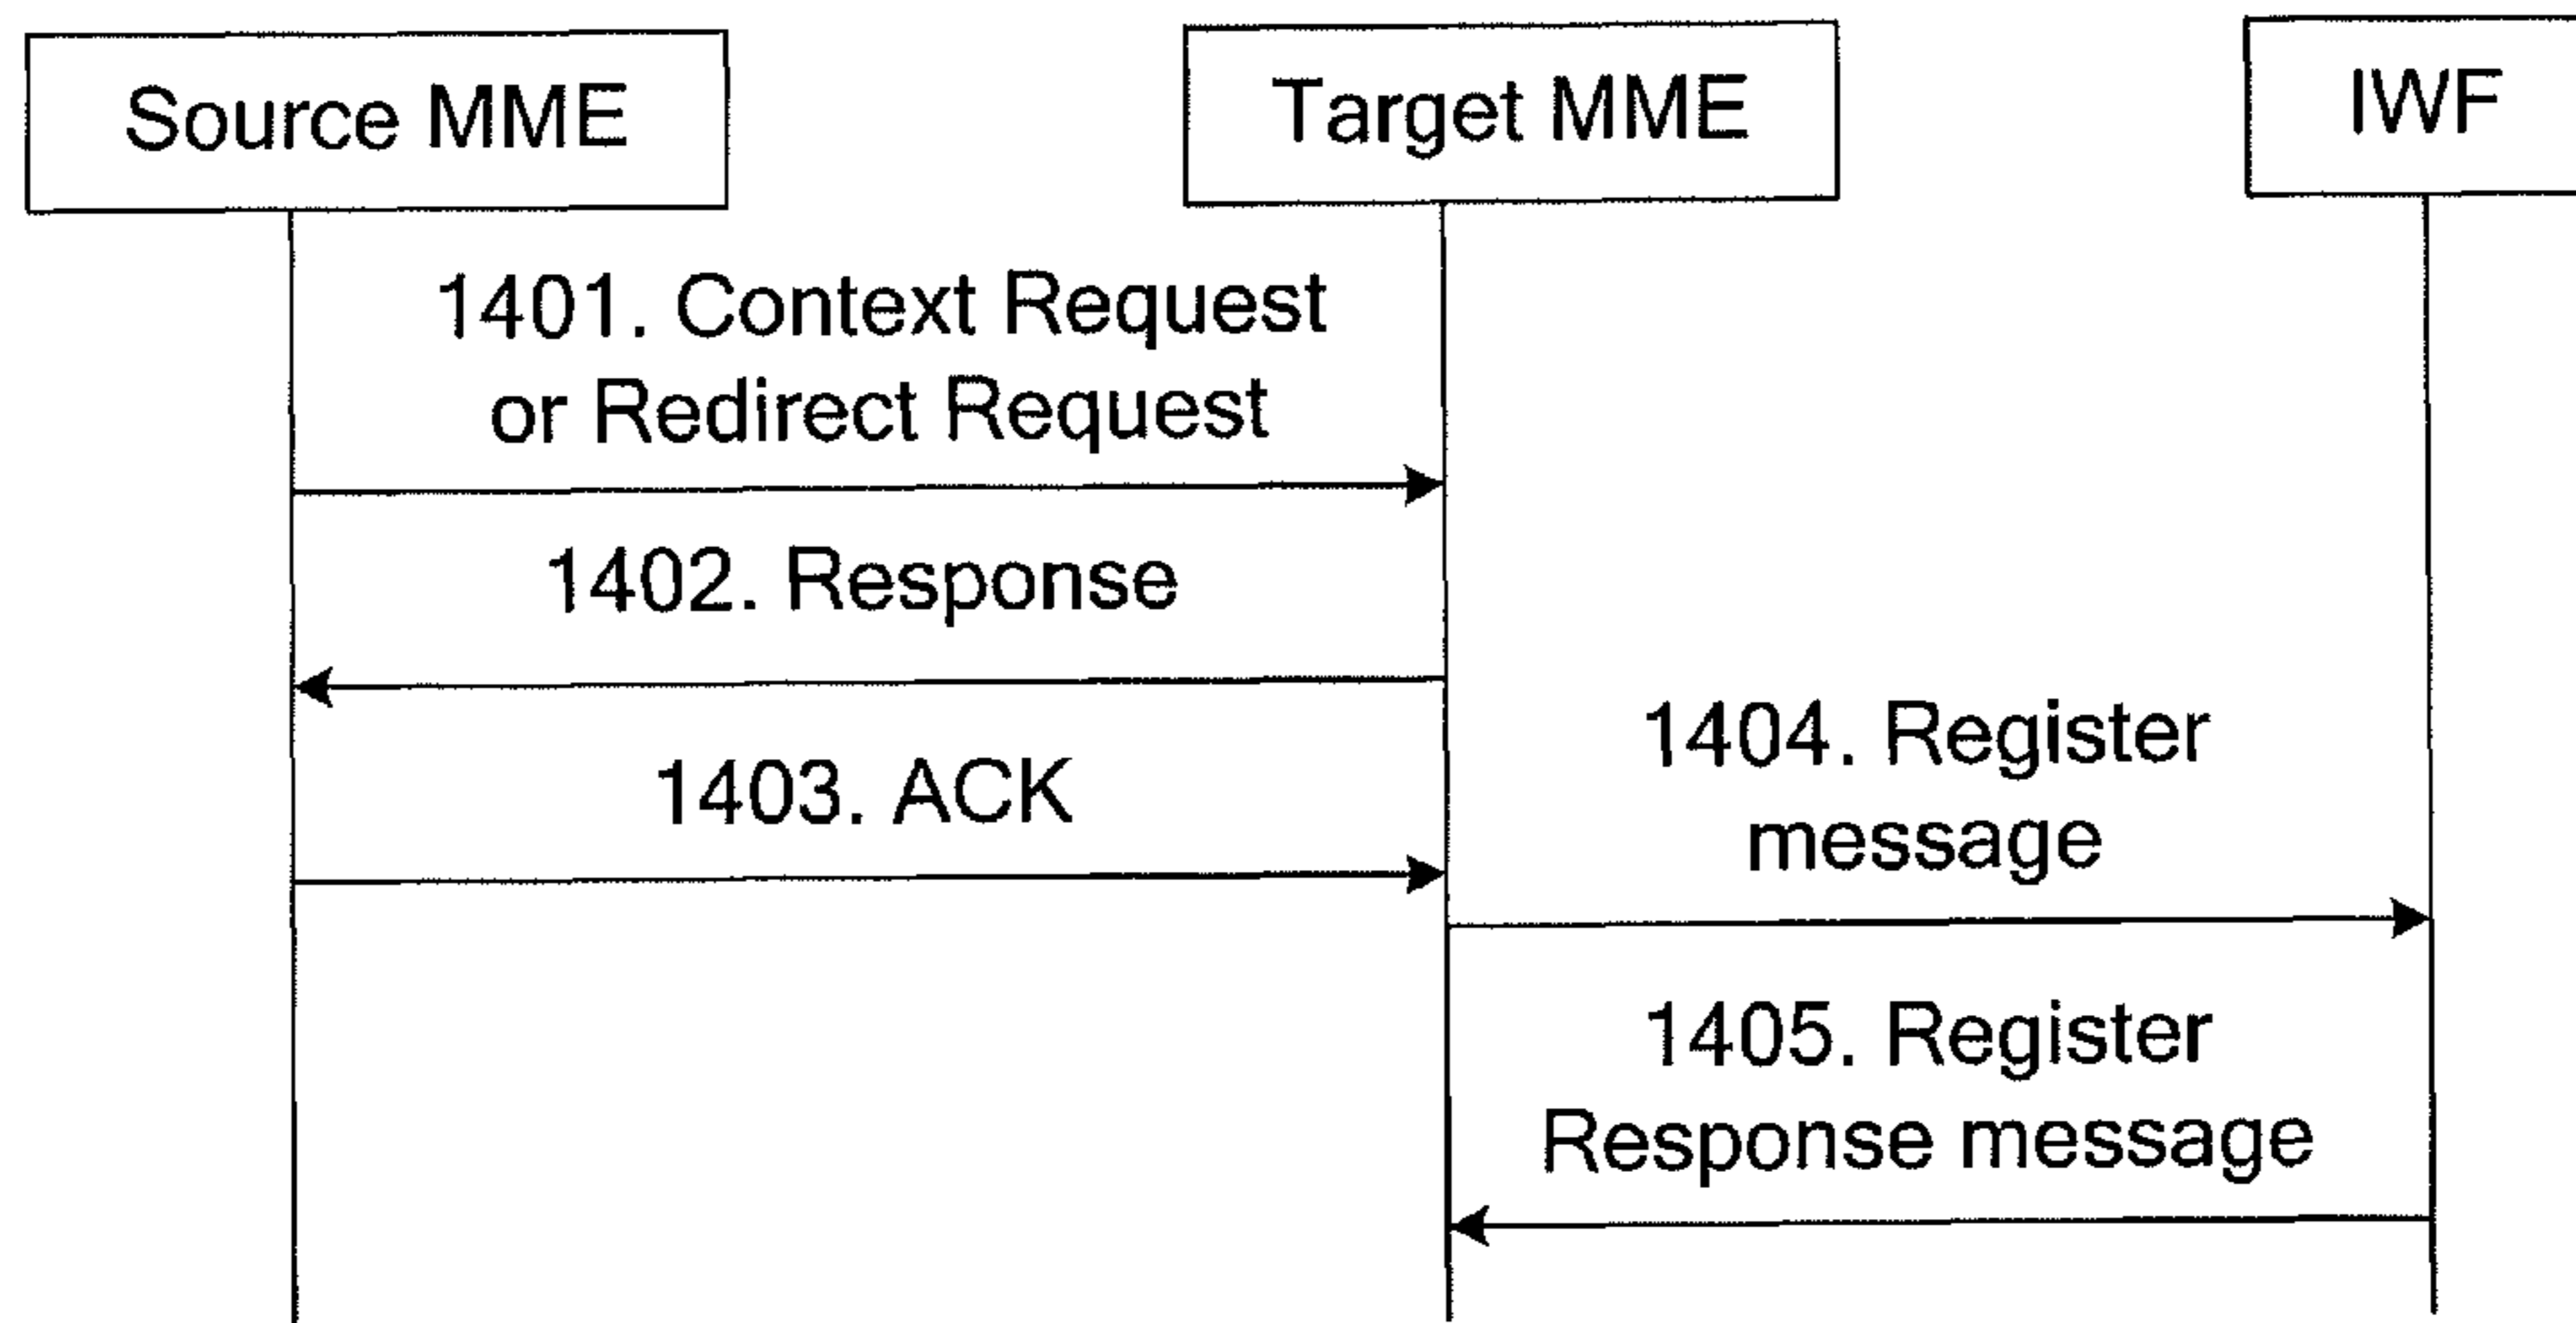 Source MME
Target MME
IWF
1401. Context Request
or Redirect Request
1402. Response
1403. ACK
1404. Register
message
1405. Register
Response message